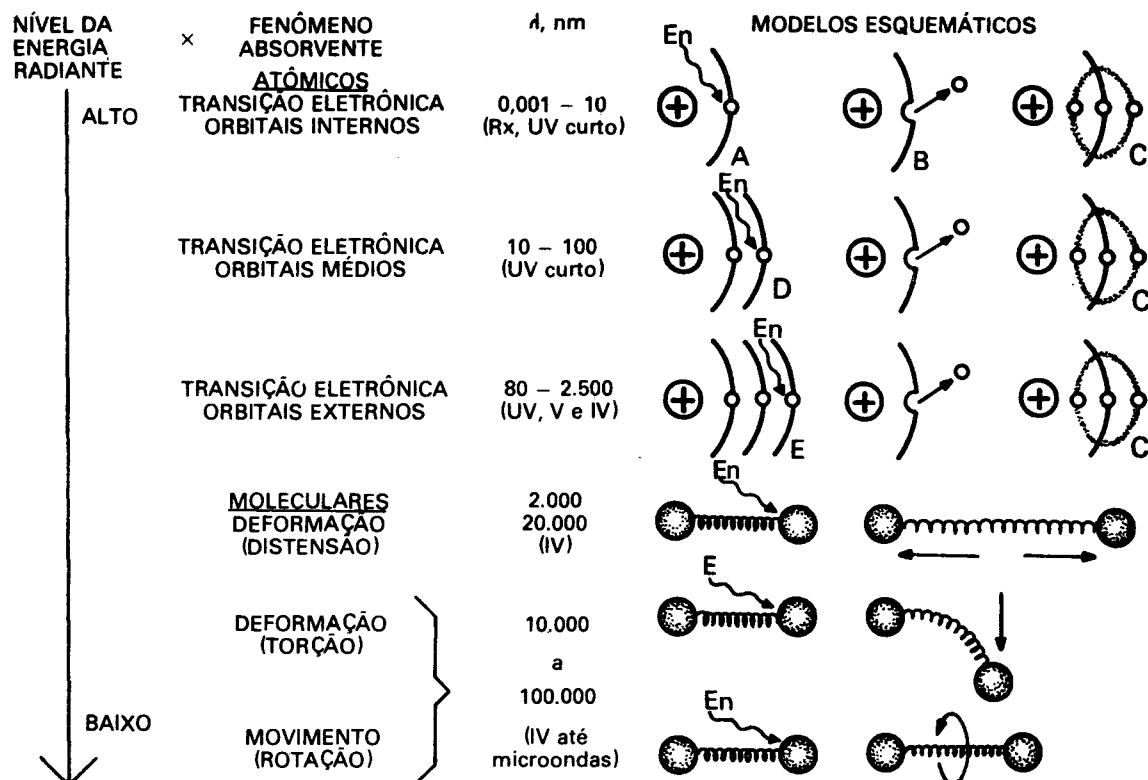 NÍVEL DA ENERGIA RADIANTE
×
FENÔMENO ABSORVENTE
λ, nm
MODELOS ESQUEMÁTICOS
ALTO
ATÔMICOS
TRANSIÇÃO ELETRÔNICA
ORBITAIS INTERNOS
0,001 – 10
(Rx, UV curto)
En
+
A
+
B
+
C
TRANSIÇÃO ELETRÔNICA
ORBITAIS MÉDIOS
10 – 100
(UV curto)
En
+
D
+
+
C
TRANSIÇÃO ELETRÔNICA
ORBITAIS EXTERNOS
80 – 2.500
(UV, V e IV)
En
+
E
+
+
C
MOLECULARES
DEFORMAÇÃO
(DISTENSÃO)
2.000
20.000
(IV)
En
DEFORMAÇÃO
(TORÇÃO)
10.000
a
100.000
E
BAIXO
MOVIMENTO
(ROTAÇÃO)
(IV até
microondas)
En